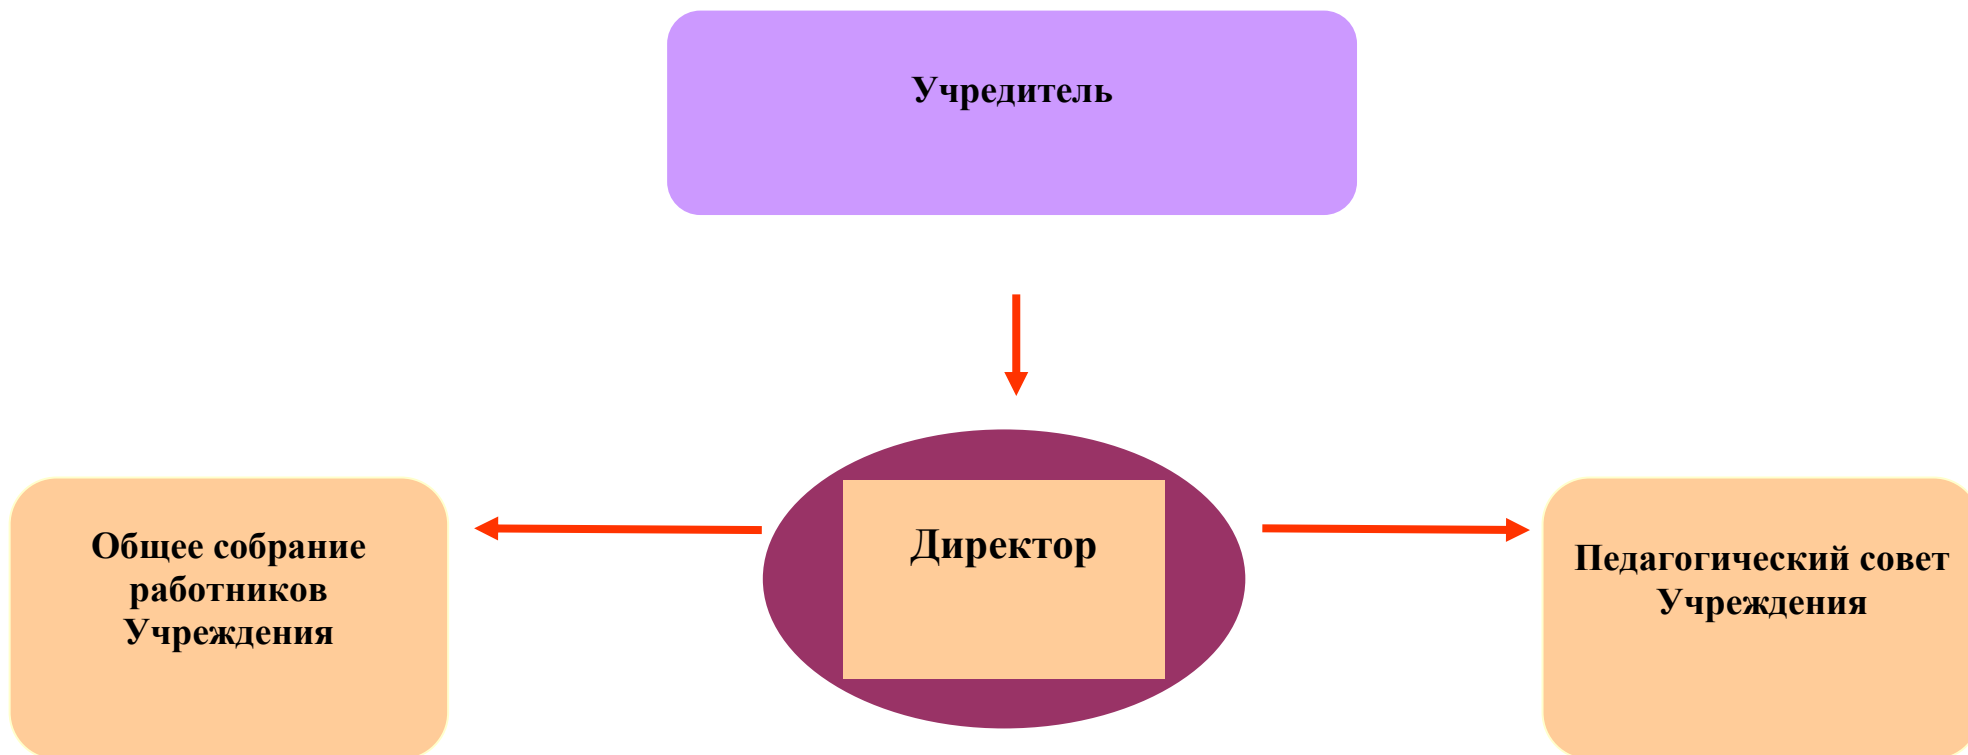 Учредитель
Директор
Общее собрание
работников
Учреждения
Педагогический совет
Учреждения